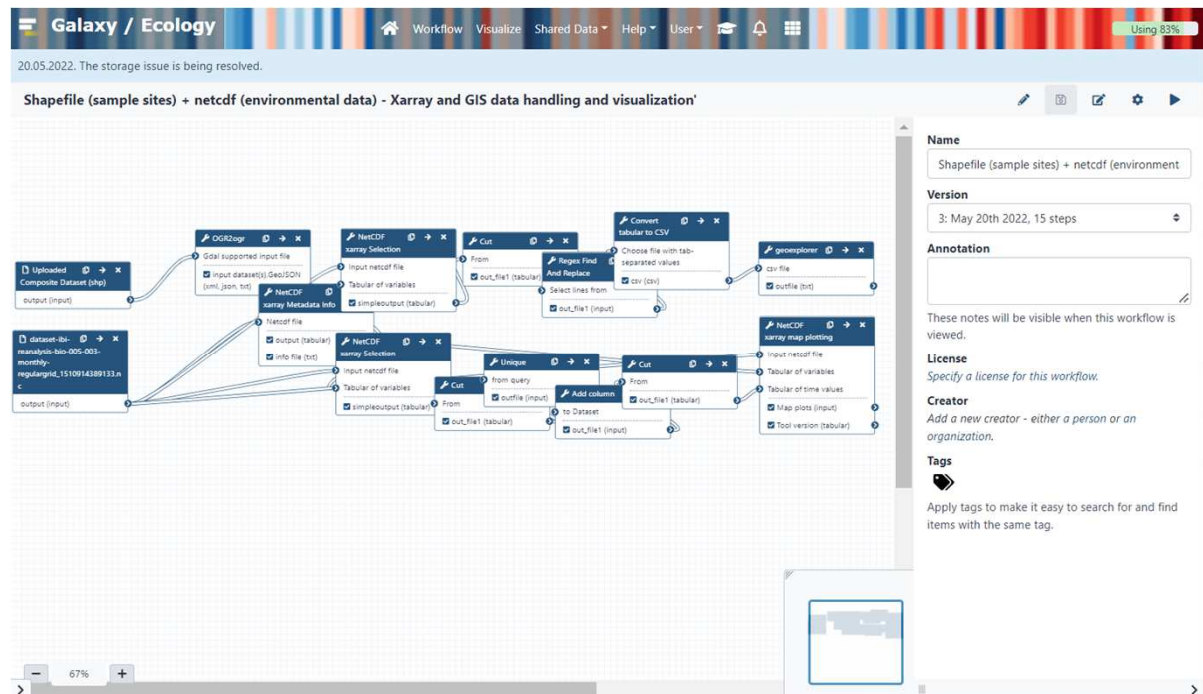 Galaxy / Ecology
Workflow Visualize Shared Data Help User
Using 83%
20.05.2022. The storage issue is being resolved.
Shapefile (sample sites) + netcdf (environmental data) - Xarray and GIS data handling and visualization'
Uploaded
Composite Dataset (shp)
output (input)
dataset-ibi-
reanalysis-bio-005-003-
monthly-
regulargrid_1510914389133.n
c
output (input)
OGR2ogr
Gdal supported input file
input dataset(s).GeoJSON
(xml, json, txt)
NetCDF
xarray Metadata Info
Netcdf file
output (tabular)
info file (txt)
NetCDF
xarray Selection
Input netcdf file
Tabular of variables
simpleoutput (tabular)
NetCDF
xarray Selection
Input netcdf file
Tabular of variables
simpleoutput (tabular)
Cut
From
out_file1 (tabular)
Cut
From
out_file1 (tabular)
Regex Find
And Replace
Select lines from
out_file1 (input)
Unique
from query
outfile (input)
Add column
to Dataset
out_file1 (input)
Convert
tabular to CSV
Choose file with tab-
separated values
csv (csv)
Cut
From
out_file1 (tabular)
geoexplorer
csv file
outfile (txt)
NetCDF
xarray map plotting
Input netcdf file
Tabular of variables
Tabular of time values
Map plots (input)
Tool version (tabular)
67%
Name
Shapefile (sample sites) + netcdf (environment
Version
3: May 20th 2022, 15 steps
Annotation
These notes will be visible when this workflow is
viewed.
License
Specify a license for this workflow.
Creator
Add a new creator - either a person or an
organization.
Tags
Apply tags to make it easy to search for and find
items with the same tag.